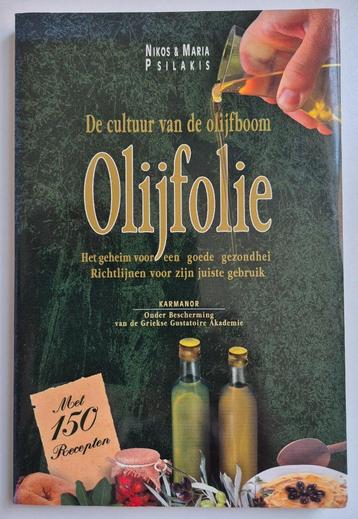 NIKOS & MARIA
PSILAKIS
De cultuur van de olijfboom
Olijfolie
Het geheim voor een goede gezondhei
Richtlijnen voor zijn juiste gebruik
KARMANOR
Onder Bescherming
van de Griekse Gustatoire Akademie
Met
150
Recepten